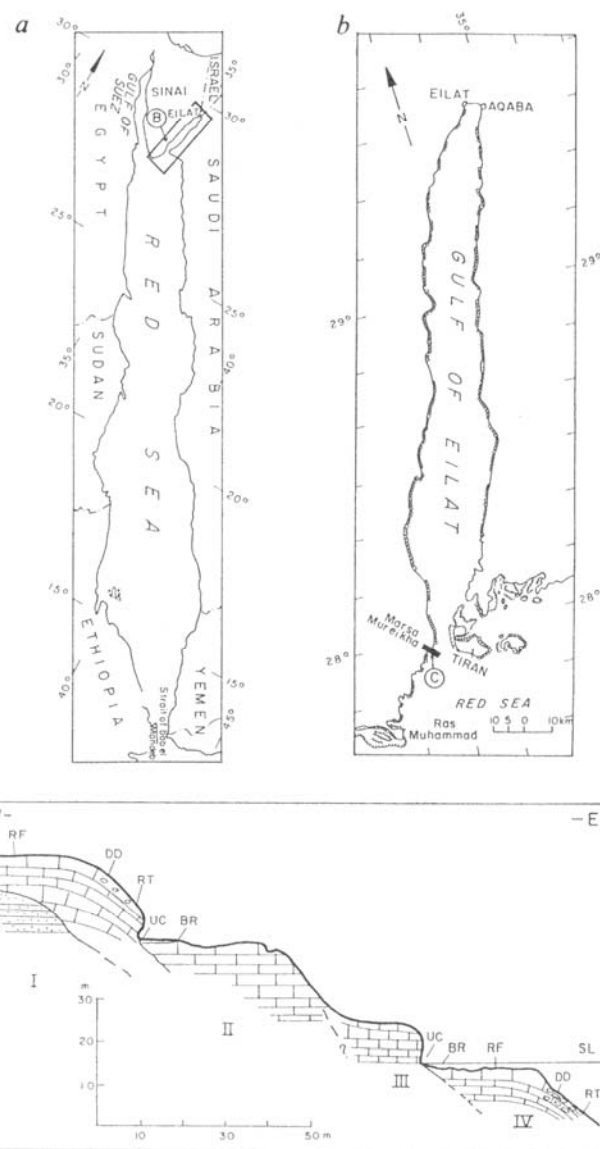 a
30°
30°
GULF OF SUEZ
EGYPT
N
SINAI
ISRAEL
35°
B
EILAT
30°
SAUDI ARABIA
25°
RED SEA
25°
40°
SUDAN
35°
20°
20°
15°
ETHIOPIA
40°
YEMEN
15°
45°
b
35°
N
EILAT
AQABA
GULF OF EILAT
29°
29°
28°
28°
Marsa
Mureikha
TIRAN
C
RED SEA
10 5 0 10km
Ras
Muhammad
– E
RF
DD
RT
UC
BR
I
m
30
II
10
UC
BR
RF
SL
III
DD
RT
IV
10
30
50 m